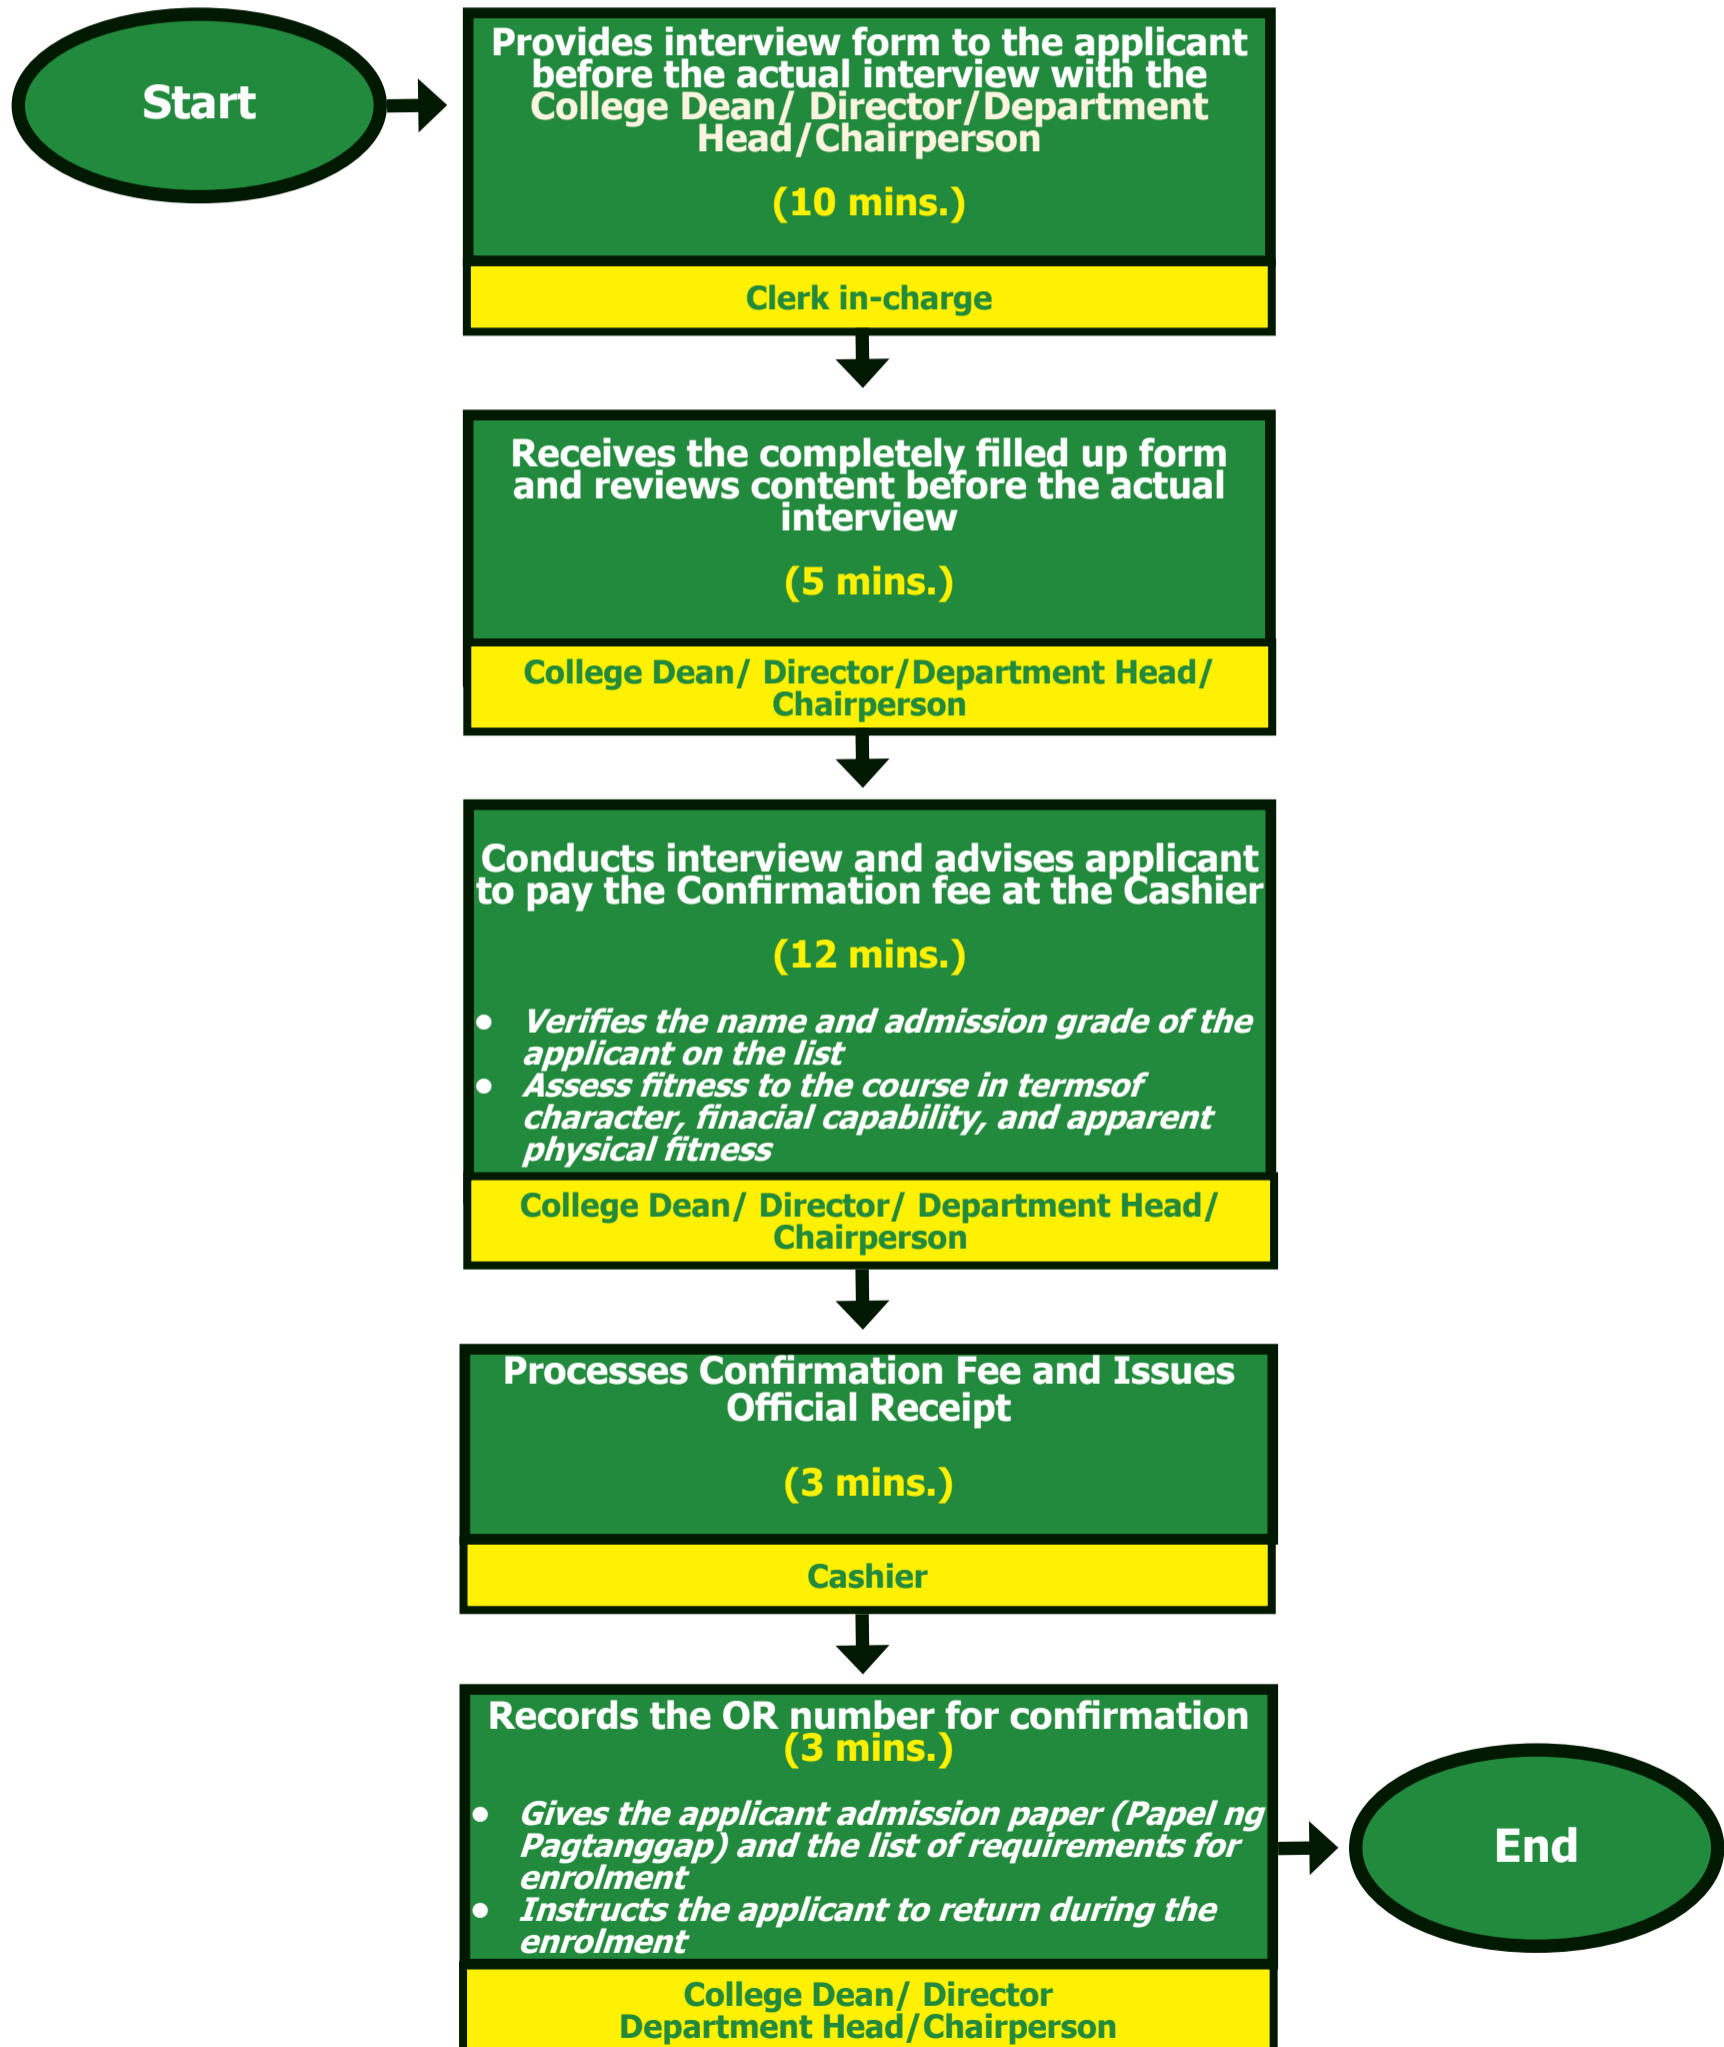 Start
Provides interview form to the applicant
before the actual interview with the
College Dean/ Director/Department
Head/Chairperson
(10 mins.)
Clerk in-charge
Receives the completely filled up form
and reviews content before the actual
interview
(5 mins.)
College Dean/ Director/Department Head/
Chairperson
Conducts interview and advises applicant
to pay the Confirmation fee at the Cashier
(12 mins.)
● Verifies the name and admission grade of the
applicant on the list
● Assess fitness to the course in termsof
character, finacial capability, and apparent
physical fitness
College Dean/ Director/ Department Head/
Chairperson
Processes Confirmation Fee and Issues
Official Receipt
(3 mins.)
Cashier
Records the OR number for confirmation
(3 mins.)
● Gives the applicant admission paper (Papel ng
Pagtanggap) and the list of requirements for
enrolment
● Instructs the applicant to return during the
enrolment
College Dean/ Director
Department Head/Chairperson
End